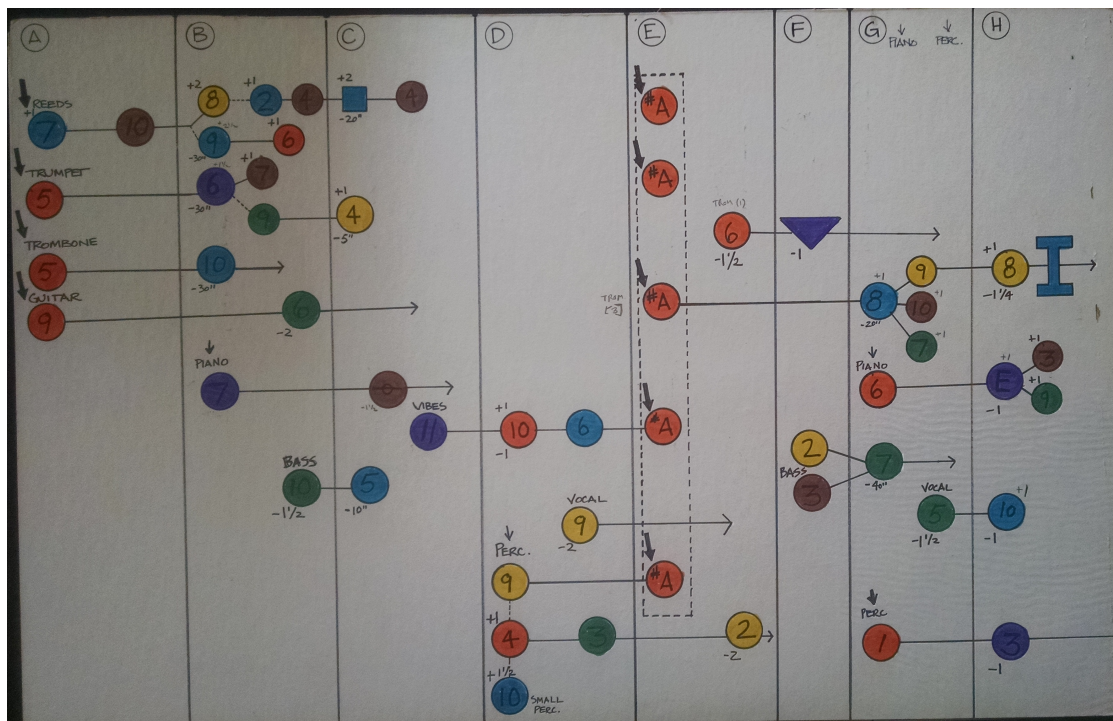 A B C D E F G H
PIANO PERC.
REEDS
+1 7 10
+2 8 +1 2 4 +2 -20" 4
9 -30" +1 6
TRUMPET
5 6 -30" +1 7
9 +1 4 -5"
TROMBONE
5 10 -30"
GUITAR
9 6 -2
PIANO
7
VIBES
11 +1 10 -1 6 #A
BASS
10 -1 1/2 5 -10"
#A
#A
TROM (1)
6 -1 1/2 -1
TROM
#A +1 8 -20" 9 +1 8 -1 1/4
10 +1
7 +1
PIANO
6 +1 E -1 +1 3
+1 9
BASS
2
3 7 -40"
VOCAL
9 -2
VOCAL
5 -1 1/2 10 +1 -1
PERC.
9 #A
+1 4 3 2 -2
+1 1/2 10 SMALL
PERC.
PERC
1 3 -1